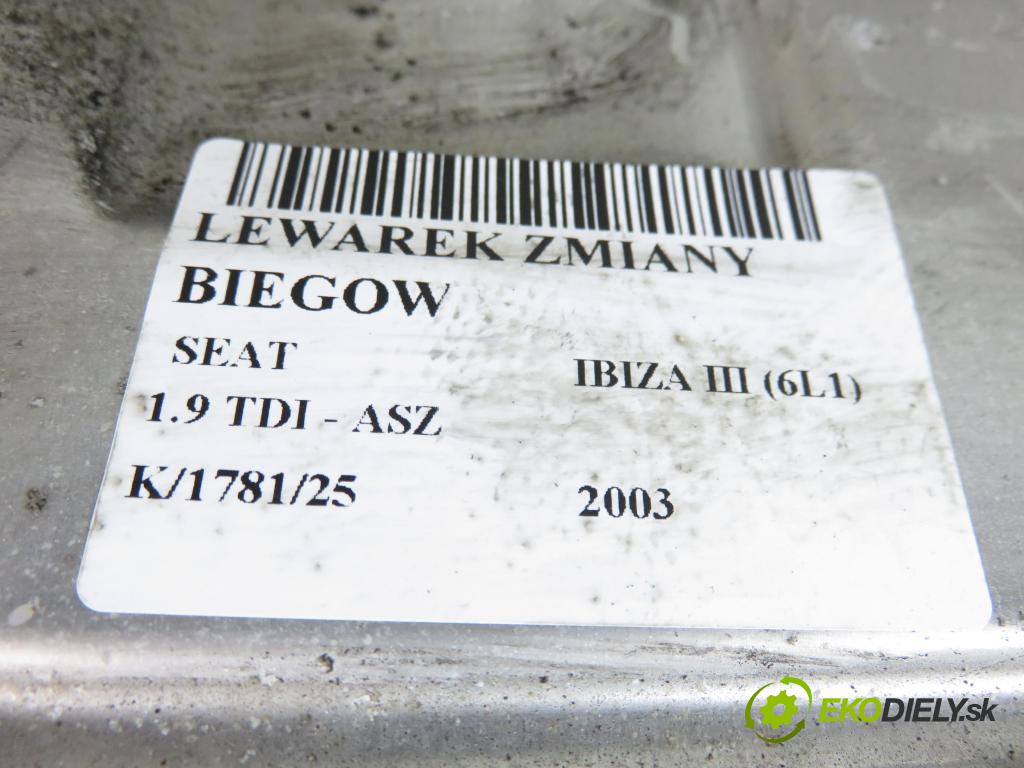 LEWAREK ZMIANY
BIEGOW
SEAT
IBIZA III (6L1)
1.9 TDI - ASZ
K/1781/25
2003
EKODIELY.sk